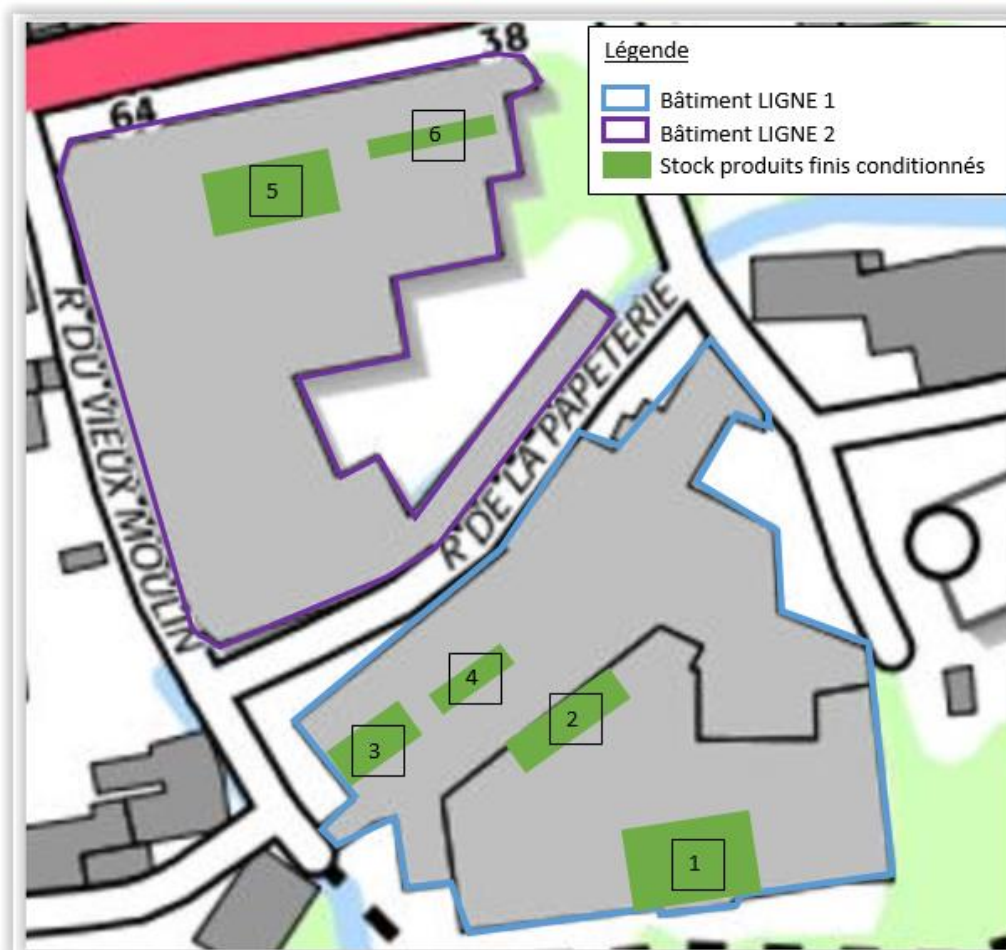 Légende
Bâtiment LIGNE 1
Bâtiment LIGNE 2
Stock produits finis conditionnés
38
64
6
5
R DU VIEUX MOULIN
R DE LA PAPETERIE
4
3
2
1